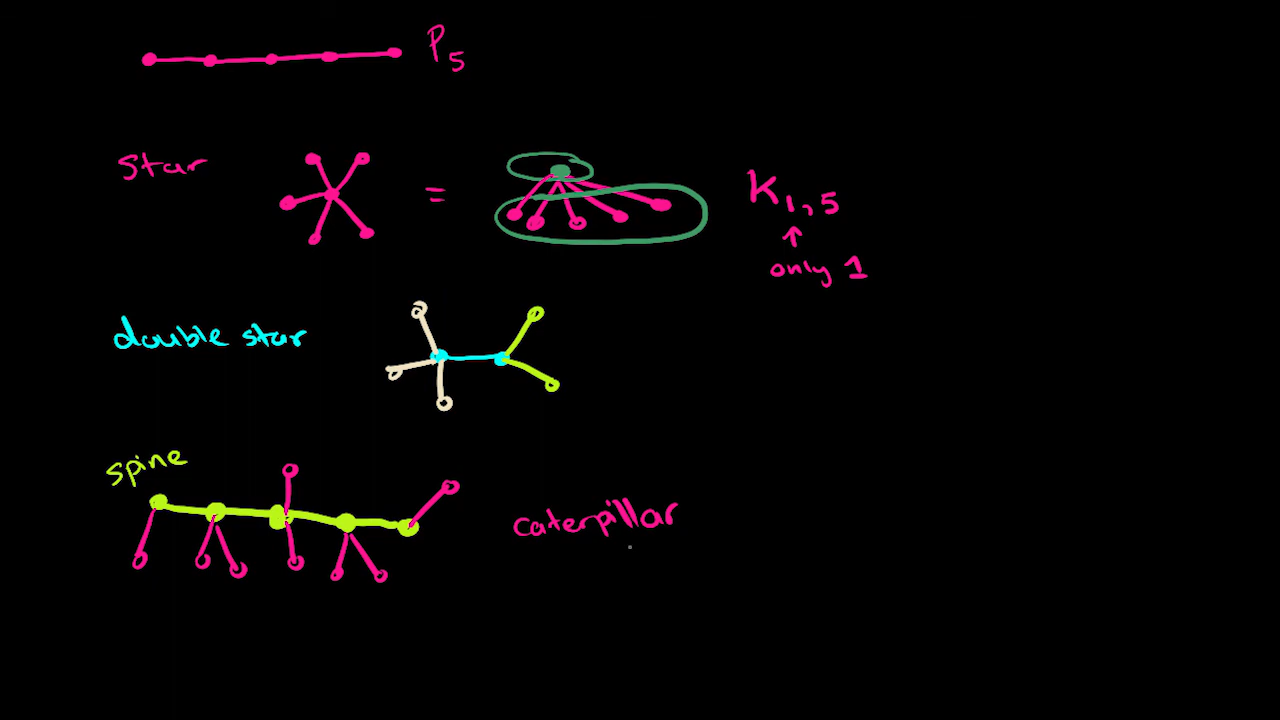 P5
star
=
K1,5
↑
only 1
double star
spine
caterpillar